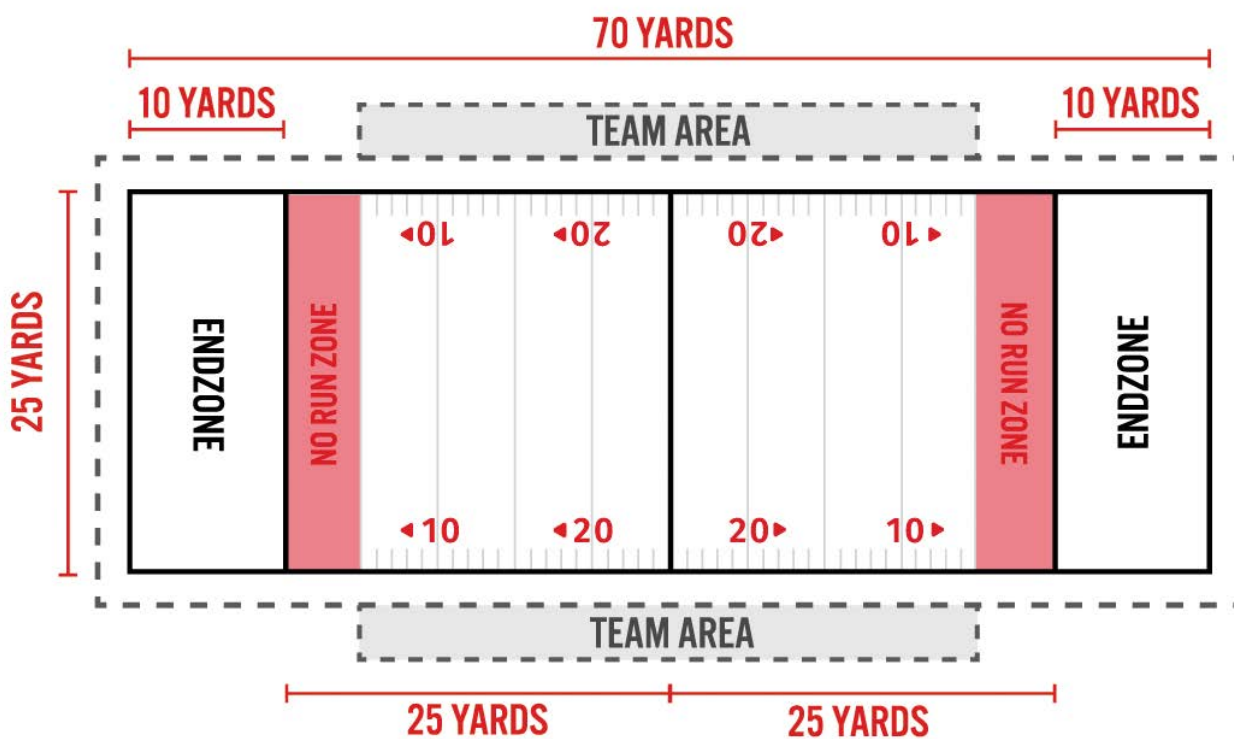 70 YARDS
10 YARDS
10 YARDS
TEAM AREA
10
20
20
10
25 YARDS
ENDZONE
NO RUN ZONE
NO RUN ZONE
ENDZONE
10
20
20
10
TEAM AREA
25 YARDS
25 YARDS